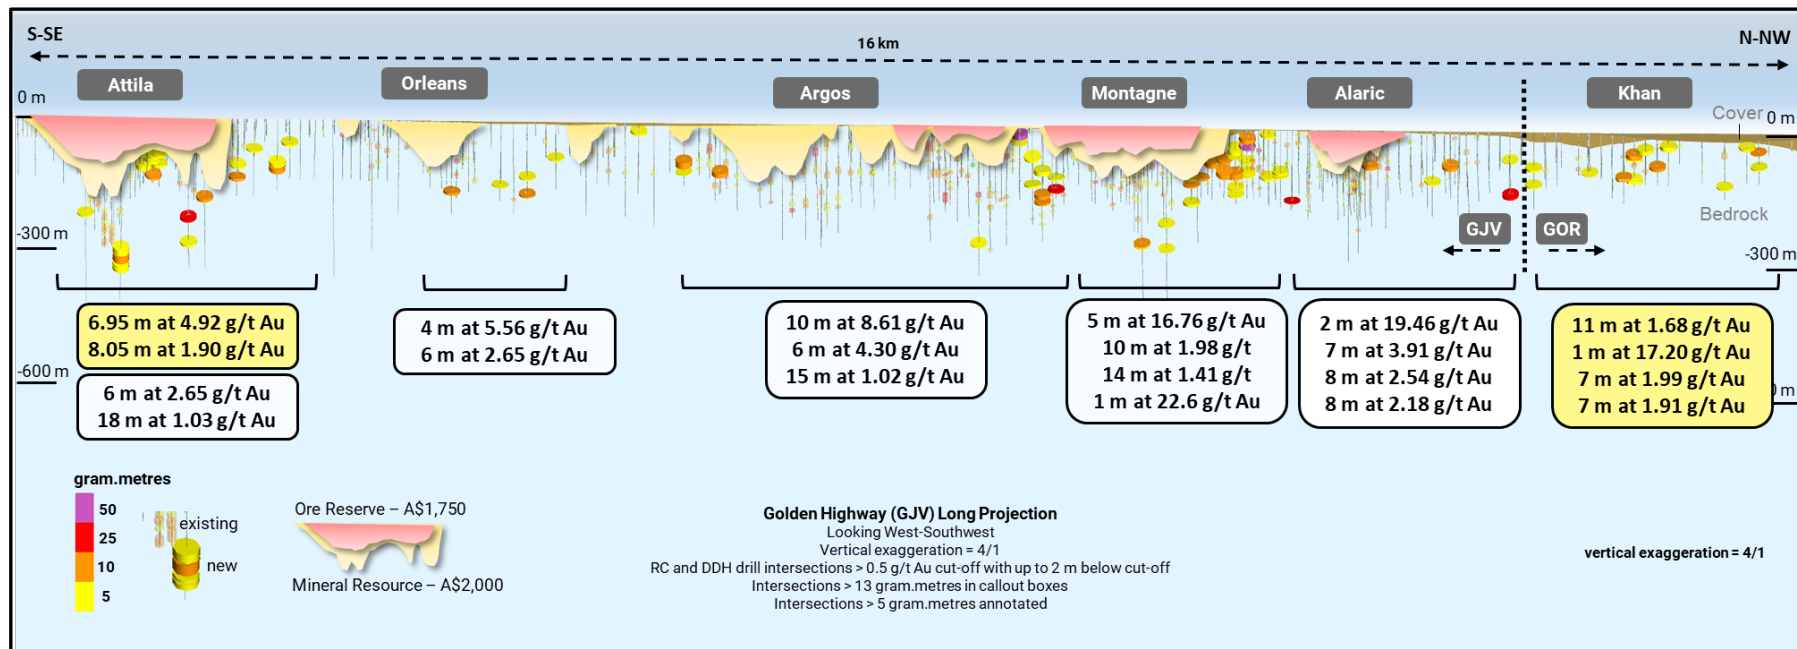 S-SE
N-NW
16 km
Attila
Orleans
Argos
Montagne
Alaric
Khan
0 m
Cover
0 m
Bedrock
GJV
GOR
-300 m
-300 m
6.95 m at 4.92 g/t Au
8.05 m at 1.90 g/t Au
6 m at 2.65 g/t Au
18 m at 1.03 g/t Au
4 m at 5.56 g/t Au
6 m at 2.65 g/t Au
10 m at 8.61 g/t Au
6 m at 4.30 g/t Au
15 m at 1.02 g/t Au
5 m at 16.76 g/t Au
10 m at 1.98 g/t
14 m at 1.41 g/t
1 m at 22.6 g/t Au
2 m at 19.46 g/t Au
7 m at 3.91 g/t Au
8 m at 2.54 g/t Au
8 m at 2.18 g/t Au
11 m at 1.68 g/t Au
1 m at 17.20 g/t Au
7 m at 1.99 g/t Au
7 m at 1.91 g/t Au
-600 m
0 m
gram.metres
50
25
10
5
existing
new
Ore Reserve – A$1,750
Mineral Resource – A$2,000
Golden Highway (GJV) Long Projection
Looking West-Southwest
Vertical exaggeration = 4/1
RC and DDH drill intersections > 0.5 g/t Au cut-off with up to 2 m below cut-off
Intersections > 13 gram.metres in callout boxes
Intersections > 5 gram.metres annotated
vertical exaggeration = 4/1